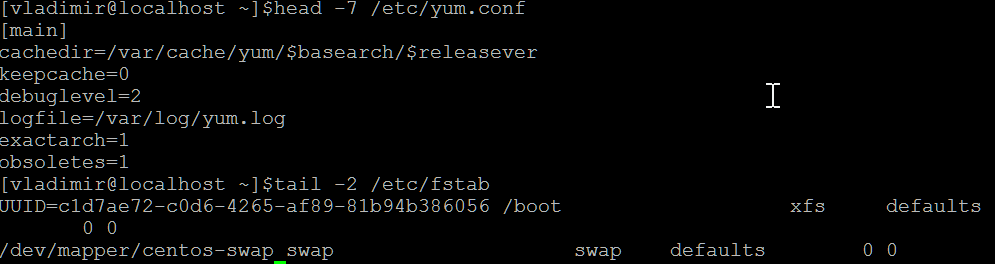 [vladimir@localhost ~]$head -7 /etc/yum.conf
[main]
cachedir=/var/cache/yum/$basearch/$releasever
keepcache=0
debuglevel=2
logfile=/var/log/yum.log
exactarch=1
obsoletes=1
[vladimir@localhost ~]$tail -2 /etc/fstab
UUID=c1d7ae72-c0d6-4265-af89-81b94b386056 /boot                   xfs     defaults
       0 0
/dev/mapper/centos-swap swap                    swap    defaults        0 0